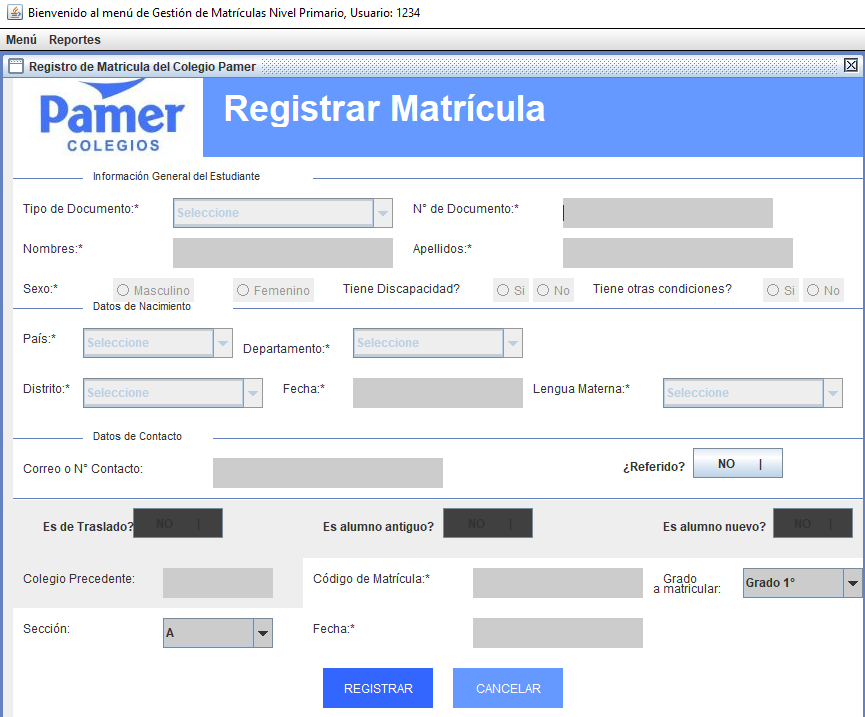 Bienvenido al menú de Gestión de Matrículas Nivel Primario, Usuario: 1234
Menú Reportes
Registro de Matricula del Colegio Pamer
Pamer
COLEGIOS
Registrar Matrícula
Información General del Estudiante
Tipo de Documento:* Seleccione N° de Documento:*
Nombres:* Apellidos:*
Sexo:* Masculino Femenino Tiene Discapacidad? Si No Tiene otras condiciones? Si No
Datos de Nacimiento
País:* Seleccione Departamento:* Seleccione
Distrito:* Seleccione Fecha:* Lengua Materna:* Seleccione
Datos de Contacto
Correo o N° Contacto: ¿Referido? NO |
Es de Traslado? NO | Es alumno antiguo? NO | Es alumno nuevo? NO |
Colegio Precedente: Código de Matrícula:* Grado
a matricular: Grado 1°
Sección: A Fecha:*
REGISTRAR CANCELAR